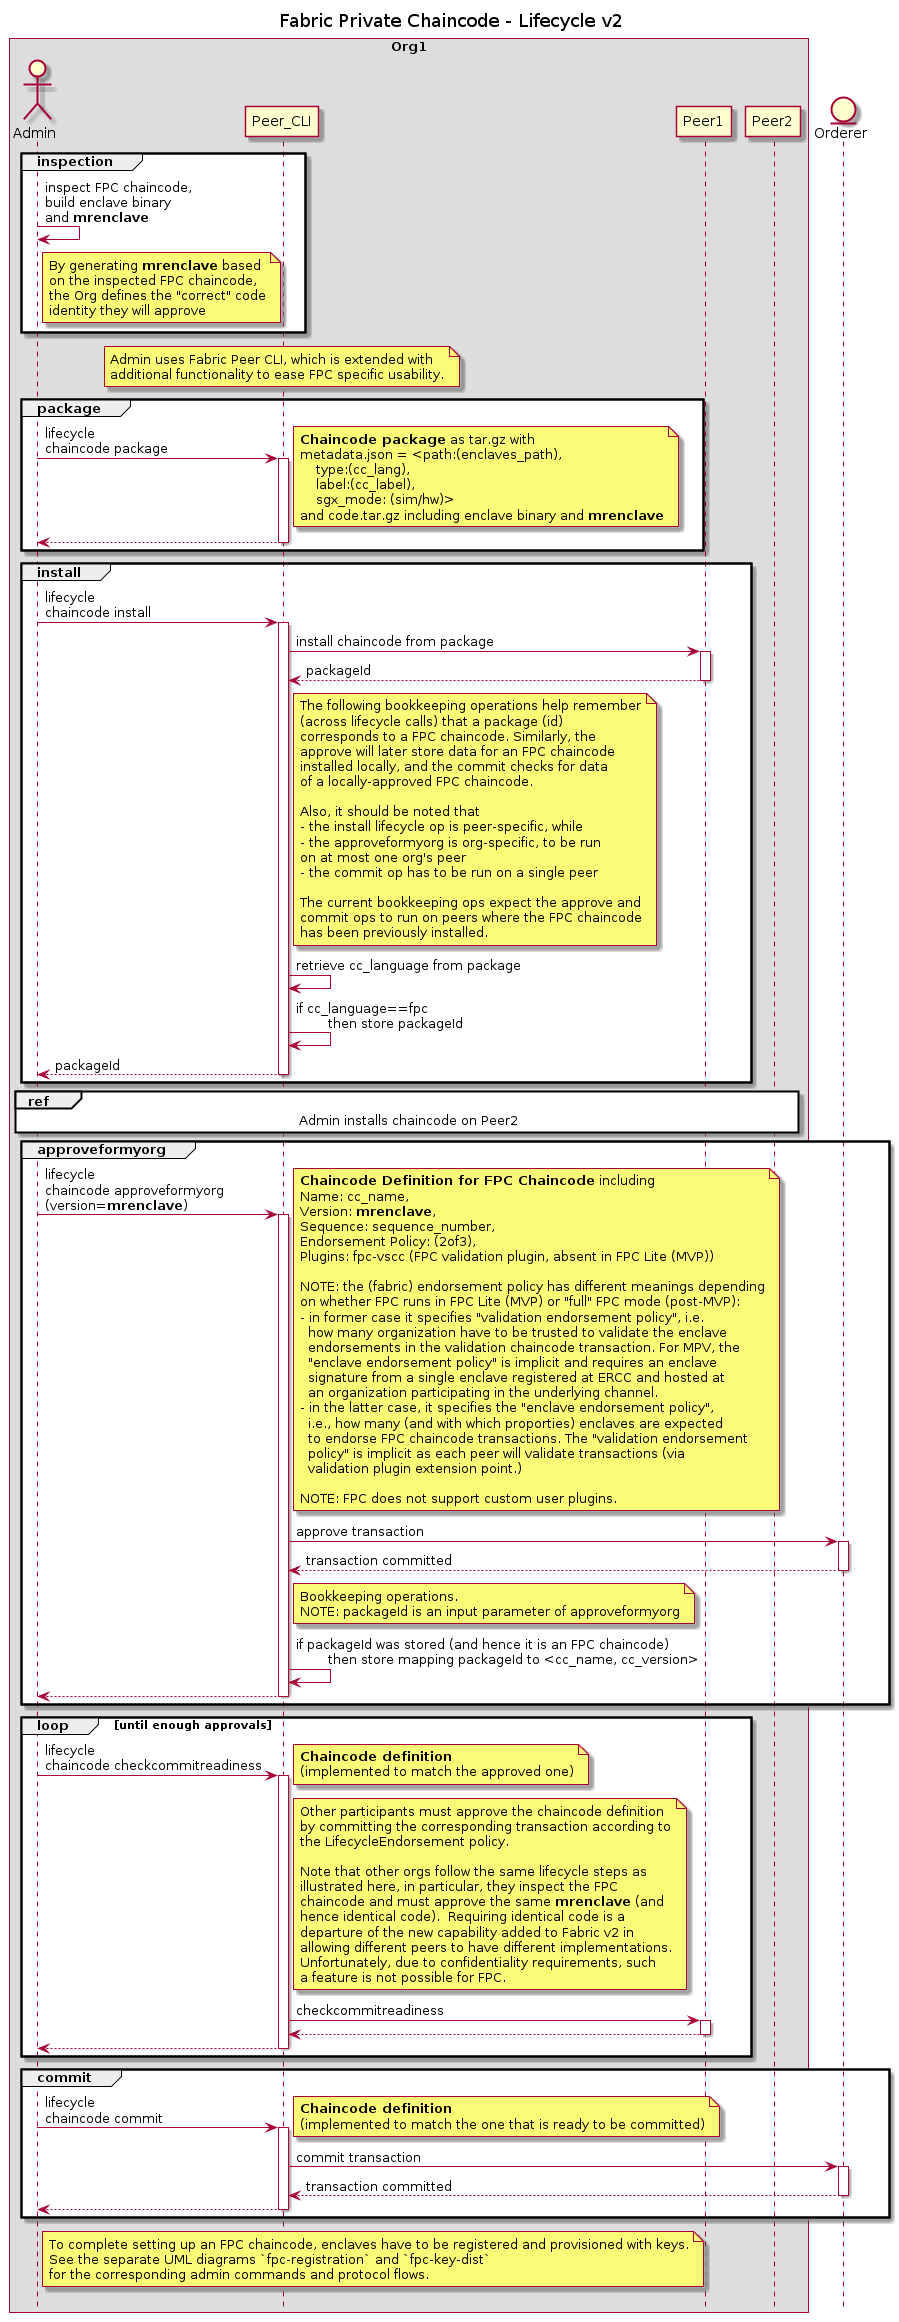 Fabric Private Chaincode - Lifecycle v2
Org1
Admin
Peer_CLI
Peer1
Peer2
Orderer
inspection
inspect FPC chaincode,
build enclave binary
and mrenclave
By generating mrenclave based
on the inspected FPC chaincode,
the Org defines the "correct" code
identity they will approve
Admin uses Fabric Peer CLI, which is extended with
additional functionality to ease FPC specific usability.
package
lifecycle
chaincode package
Chaincode package as tar.gz with
metadata.json = <path:(enclaves_path),
type:(cc_lang),
label:(cc_label),
sgx_mode: (sim/hw)>
and code.tar.gz including enclave binary and mrenclave
install
lifecycle
chaincode install
install chaincode from package
packageId
The following bookkeeping operations help remember
(across lifecycle calls) that a package (id)
corresponds to a FPC chaincode. Similarly, the
approve will later store data for an FPC chaincode
installed locally, and the commit checks for data
of a locally-approved FPC chaincode.
Also, it should be noted that
- the install lifecycle op is peer-specific, while
- the approveformyorg is org-specific, to be run
on at most one org's peer
- the commit op has to be run on a single peer
The current bookkeeping ops expect the approve and
commit ops to run on peers where the FPC chaincode
has been previously installed.
retrieve cc_language from package
if cc_language==fpc
then store packageId
packageId
ref
Admin installs chaincode on Peer2
approveformyorg
lifecycle
chaincode approveformyorg
(version=mrenclave)
Chaincode Definition for FPC Chaincode including
Name: cc_name,
Version: mrenclave,
Sequence: sequence_number,
Endorsement Policy: (2of3),
Plugins: fpc-vscc (FPC validation plugin, absent in FPC Lite (MVP))
NOTE: the (fabric) endorsement policy has different meanings depending
on whether FPC runs in FPC Lite (MVP) or "full" FPC mode (post-MVP):
- in former case it specifies "validation endorsement policy", i.e.
how many organization have to be trusted to validate the enclave
endorsements in the validation chaincode transaction. For MPV, the
"enclave endorsement policy" is implicit and requires an enclave
signature from a single enclave registered at ERCC and hosted at
an organization participating in the underlying channel.
- in the latter case, it specifies the "enclave endorsement policy",
i.e., how many (and with which proporties) enclaves are expected
to endorse FPC chaincode transactions. The "validation endorsement
policy" is implicit as each peer will validate transactions (via
validation plugin extension point.)
NOTE: FPC does not support custom user plugins.
approve transaction
transaction committed
Bookkeeping operations.
NOTE: packageId is an input parameter of approveformyorg
if packageId was stored (and hence it is an FPC chaincode)
then store mapping packageId to <cc_name, cc_version>
loop [until enough approvals]
lifecycle
chaincode checkcommitreadiness
Chaincode definition
(implemented to match the approved one)
Other participants must approve the chaincode definition
by committing the corresponding transaction according to
the LifecycleEndorsement policy.
Note that other orgs follow the same lifecycle steps as
illustrated here, in particular, they inspect the FPC
chaincode and must approve the same mrenclave (and
hence identical code).  Requiring identical code is a
departure of the new capability added to Fabric v2 in
allowing different peers to have different implementations.
Unfortunately, due to confidentiality requirements, such
a feature is not possible for FPC.
checkcommitreadiness
commit
lifecycle
chaincode commit
Chaincode definition
(implemented to match the one that is ready to be committed)
commit transaction
transaction committed
To complete setting up an FPC chaincode, enclaves have to be registered and provisioned with keys.
See the separate UML diagrams `fpc-registration` and `fpc-key-dist`
for the corresponding admin commands and protocol flows.